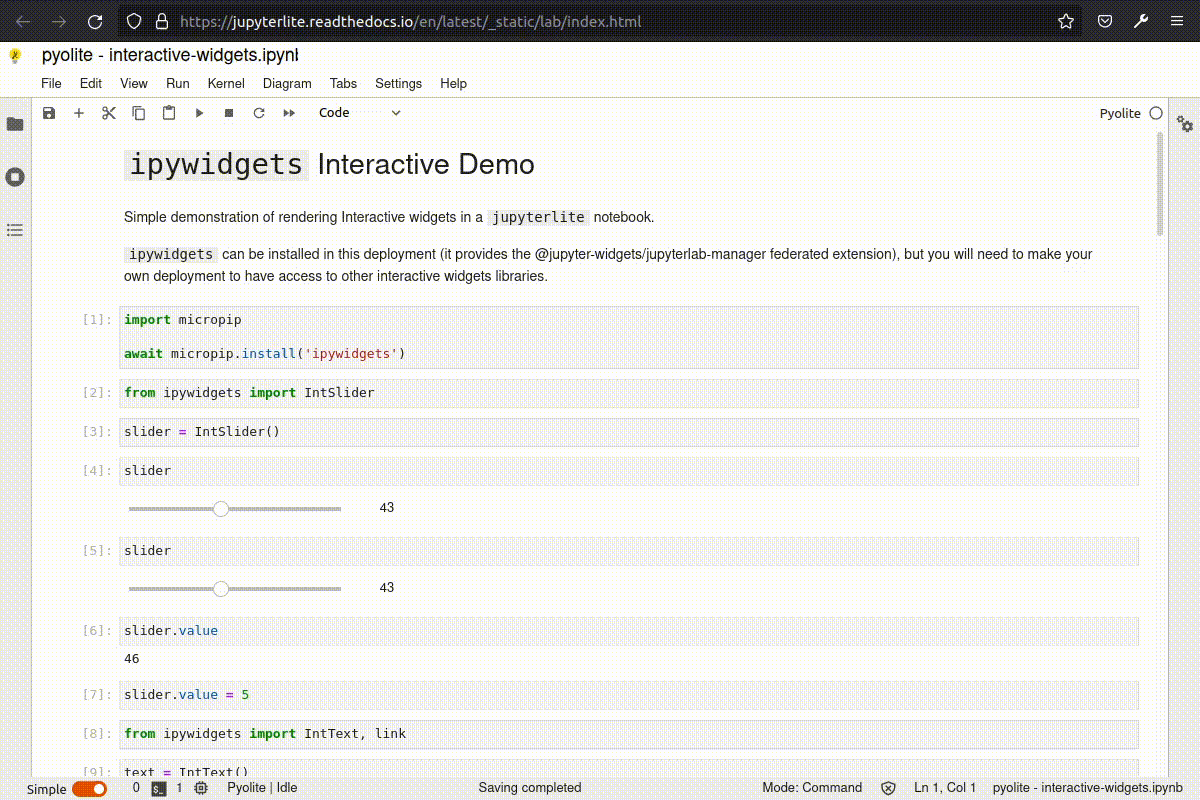 https://jupyterlite.readthedocs.io/en/latest/_static/lab/index.html
pyolite - interactive-widgets.ipynb
File Edit View Run Kernel Diagram Tabs Settings Help
Code
Pyolite
ipywidgets Interactive Demo
Simple demonstration of rendering Interactive widgets in a jupyterlite notebook.
ipywidgets can be installed in this deployment (it provides the @jupyter-widgets/jupyterlab-manager federated extension), but you will need to make your
own deployment to have access to other interactive widgets libraries.
[1]: import micropip
await micropip.install('ipywidgets')
[2]: from ipywidgets import IntSlider
[3]: slider = IntSlider()
[4]: slider
43
[5]: slider
43
[6]: slider.value
46
[7]: slider.value = 5
[8]: from ipywidgets import IntText, link
[9]: text = IntText()
Simple 0 $_ 1 Pyolite | Idle Saving completed Mode: Command Ln 1, Col 1 pyolite - interactive-widgets.ipynb